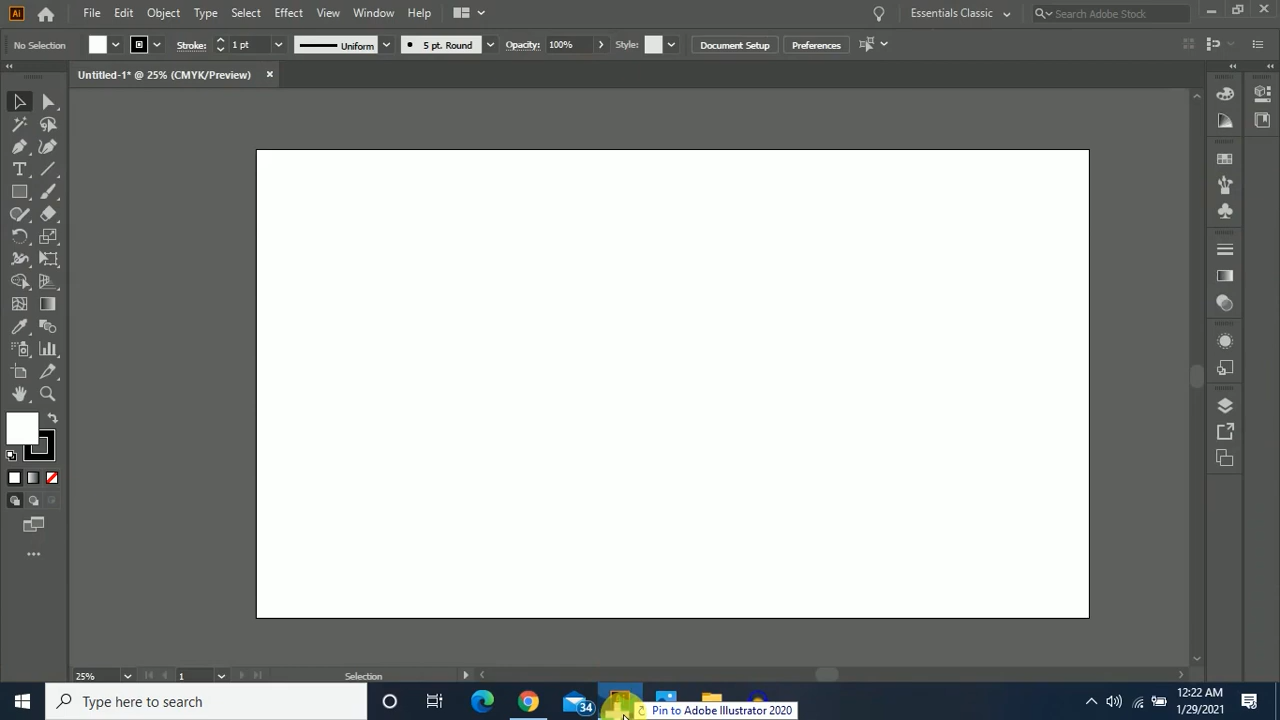 Ai File Edit Object Type Select Effect View Window Help Essentials Classic Search Adobe Stock
No Selection Stroke: 1 pt Uniform 5 pt. Round Opacity: 100% Style: Document Setup Preferences
Untitled-1* @ 25% (CMYK/Preview)
T
25% 1 Selection
Type here to search 34 Pin to Adobe Illustrator 2020 12:22 AM
1/29/2021